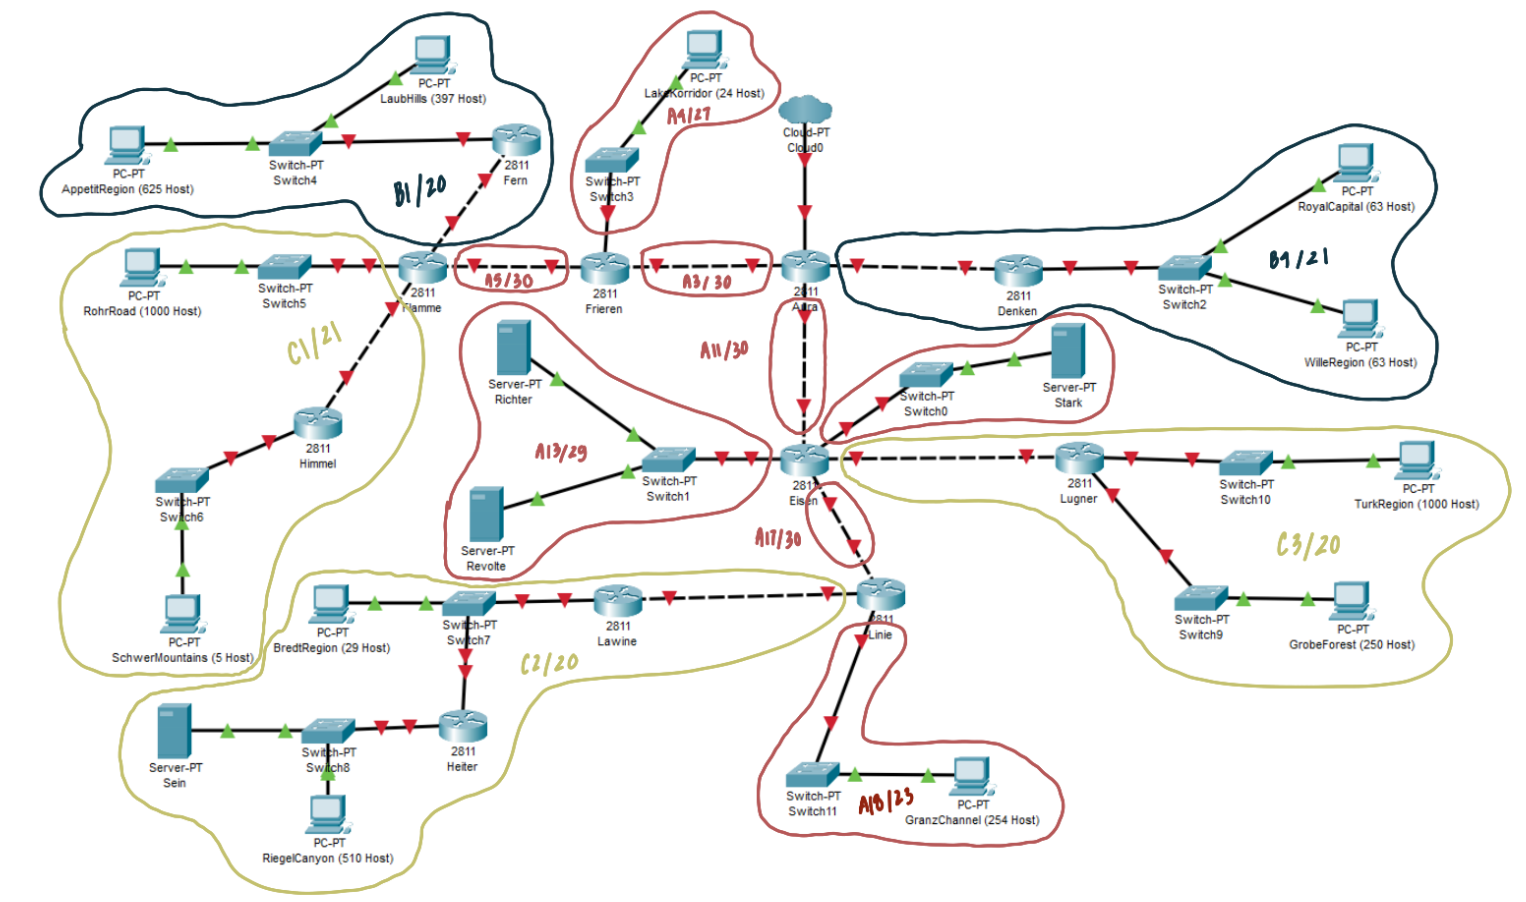 PC-PT
LaubHills (397 Host)
PC-PT
AppetitRegion (625 Host)
Switch-PT
Switch4
2811
Fern
B1/20
PC-PT
LakeKorridor (24 Host)
A4/27
Switch-PT
Switch3
Cloud-PT
Cloud0
PC-PT
RoyalCapital (63 Host)
B4/21
Switch-PT
Switch2
2811
Denken
PC-PT
WilleRegion (63 Host)
PC-PT
RohrRoad (1000 Host)
Switch-PT
Switch5
2811
Flamme
A5/30
2811
Frieren
A3/30
2811
Aura
C1/21
A11/30
Server-PT
Richter
Switch-PT
Switch0
Server-PT
Stark
2811
Himmel
A13/29
Switch-PT
Switch1
2811
Eisen
2811
Lugner
Switch-PT
Switch10
PC-PT
TurkRegion (1000 Host)
Switch-PT
Switch6
Server-PT
Revolte
A17/30
C3/20
PC-PT
SchwerMountains (5 Host)
PC-PT
BredtRegion (29 Host)
Switch-PT
Switch7
2811
Lawine
C2/20
2811
Linie
Switch-PT
Switch9
PC-PT
GrobeForest (250 Host)
Server-PT
Sein
Switch-PT
Switch8
2811
Heiter
PC-PT
RiegelCanyon (510 Host)
Switch-PT
Switch11
A18/23
PC-PT
GranzChannel (254 Host)